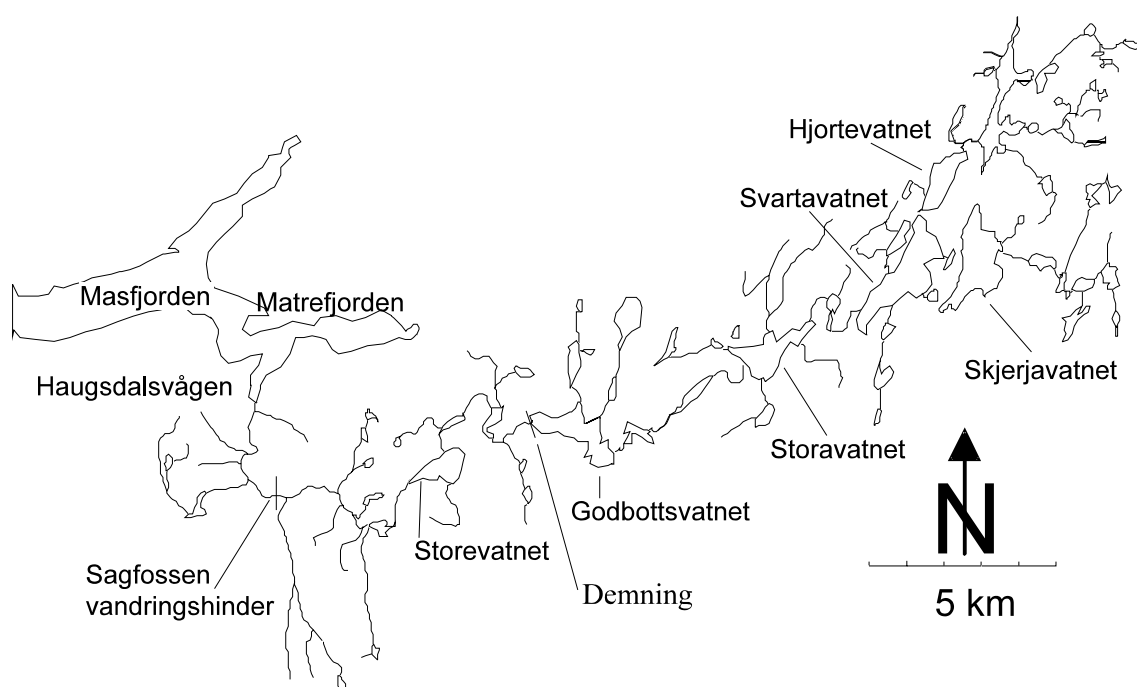 Hjortevatnet
Svartavatnet
Masfjorden
Matrefjorden
Haugsdalsvågen
Skjerjavatnet
Storavatnet
Godbottsvatnet
Storevatnet
Sagfossen
vandringshinder
Demning
N
5 km